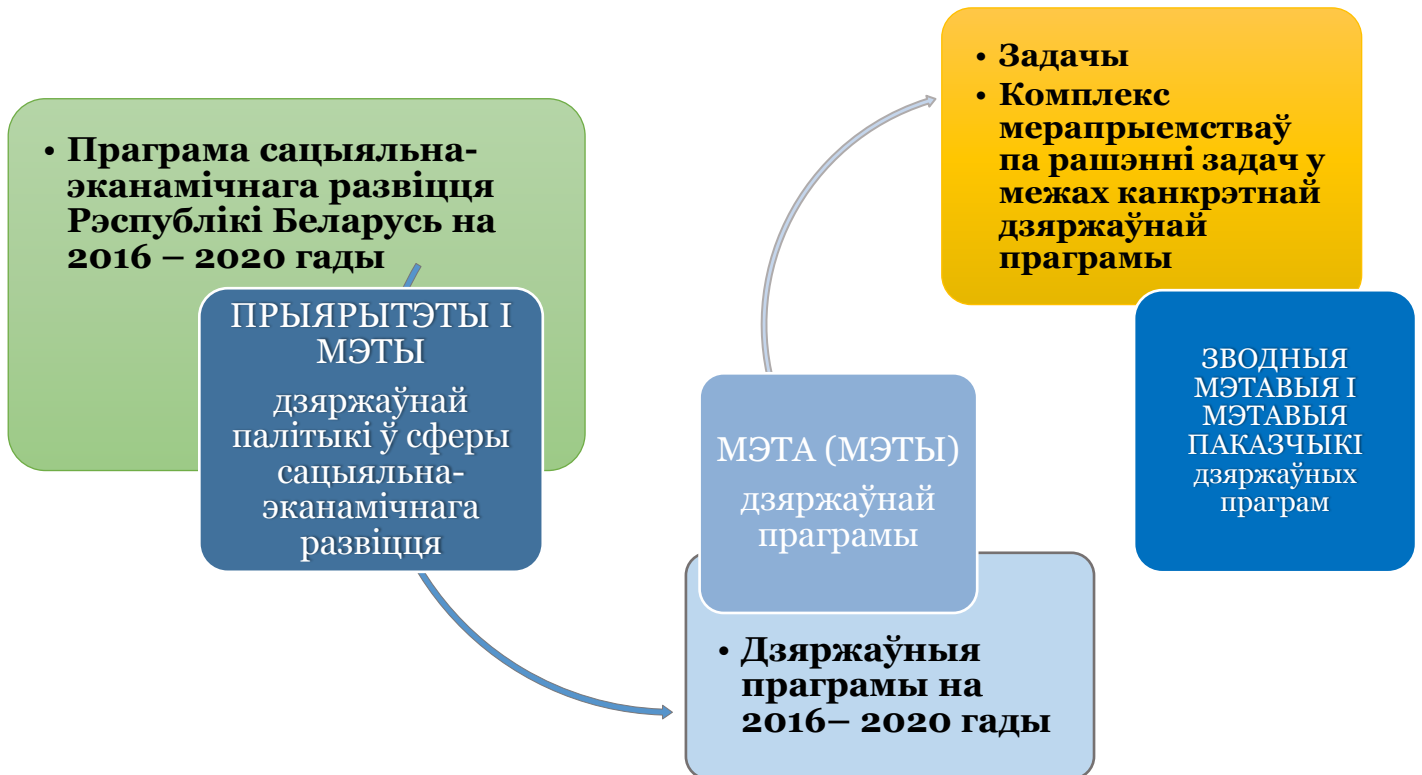 • Праграма сацыяльна-
эканамічнага развіцця
Рэспублікі Беларусь на
2016 – 2020 гады
ПРЫЯРЫТЭТЫ І
МЭТЫ
дзяржаўнай
палітыкі ў сферы
сацыяльна-
эканамічнага
развіцця
МЭТА (МЭТЫ)
дзяржаўнай
праграмы
• Дзяржаўныя
праграмы на
2016– 2020 гады
• Задачы
• Комплекс
мерапрыемстваў
па рашэнні задач у
межах канкрэтнай
дзяржаўнай
праграмы
ЗВОДНЫЯ
МЭТАВЫЯ І
МЭТАВЫЯ
ПАКАЗЧЫКІ
дзяржаўных
праграм